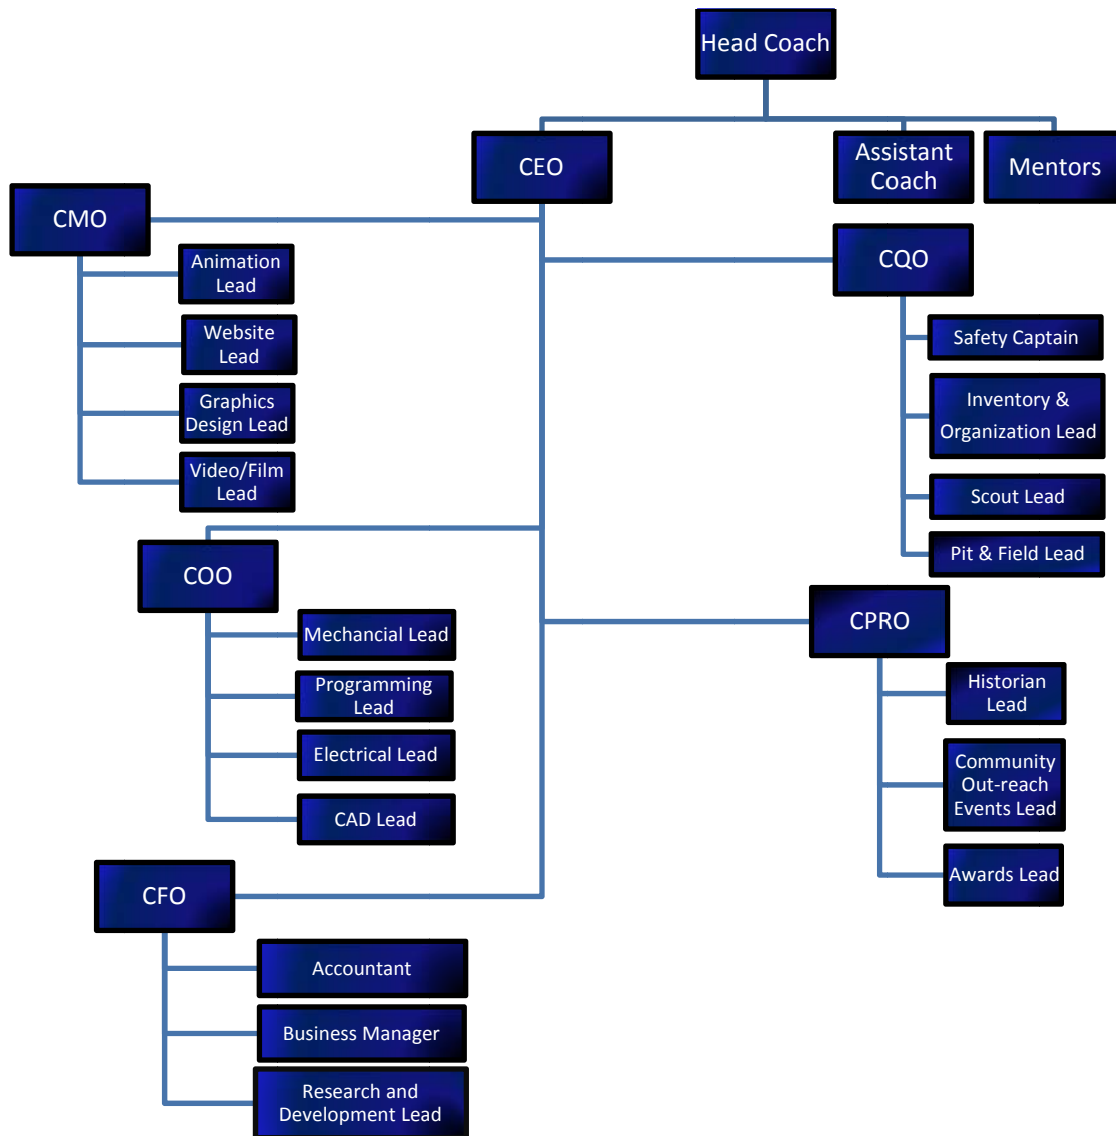 Head Coach
CEO
Assistant
Coach
Mentors
CMO
Animation
Lead
Website
Lead
Graphics
Design Lead
Video/Film
Lead
CQO
Safety Captain
Inventory &
Organization Lead
Scout Lead
Pit & Field Lead
COO
Mechancial Lead
Programming
Lead
Electrical Lead
CAD Lead
CPRO
Historian
Lead
Community
Out-reach
Events Lead
Awards Lead
CFO
Accountant
Business Manager
Research and
Development Lead